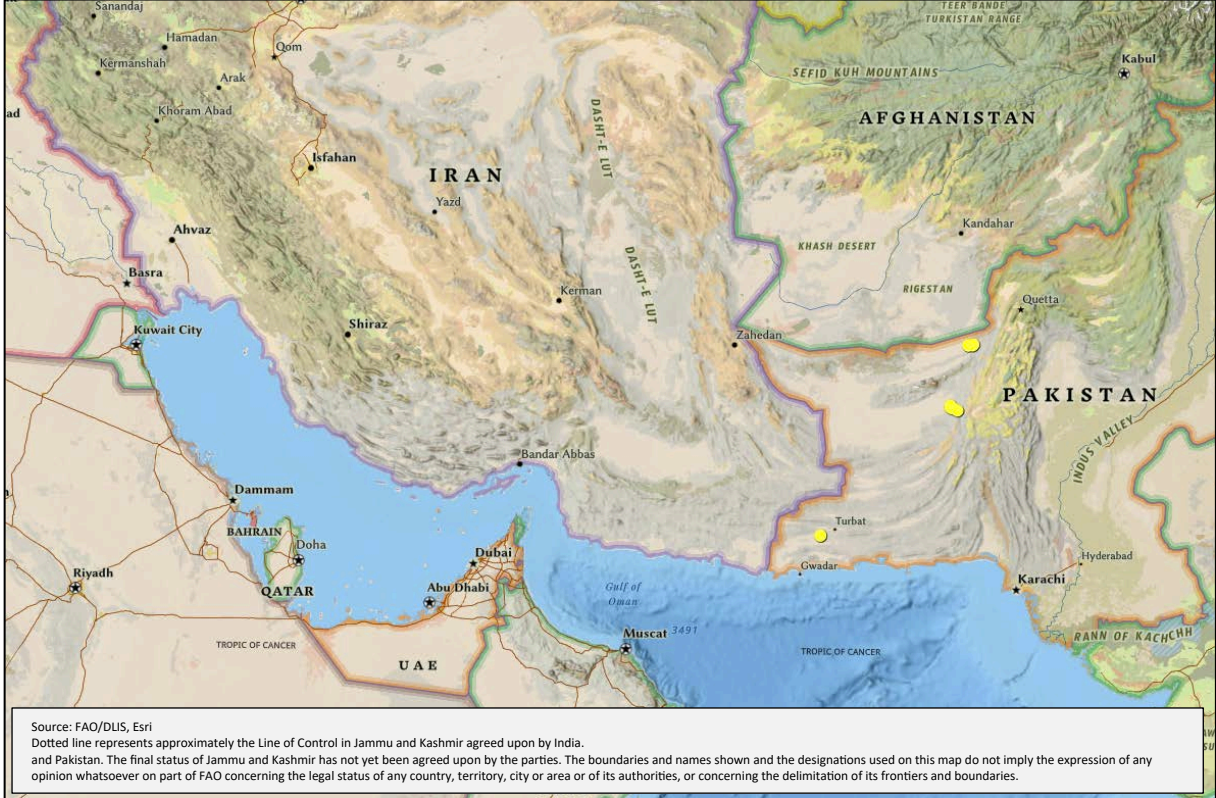 TEER BANDE
TURKISTAN RANGE
Sanandaj
Hamadan
Qom
Kermanshah
Arak
Kabul
SEFID KUH MOUNTAINS
ad
Khoram Abad
DASHT-E LUT
AFGHANISTAN
Isfahan
IRAN
Yazd
Kandahar
Ahvaz
KHASH DESERT
Basra
DASHT-E LUT
RIGESTAN
Kerman
Quetta
Kuwait City
Shiraz
Zahedan
PAKISTAN
INDUS VALLEY
Bandar Abbas
Dammam
BAHRAIN
Turbat
Doha
Dubai
Hyderabad
Gwadar
Riyadh
QATAR
Abu Dhabi
Gulf of
Oman
Karachi
Muscat
3491
RANN OF KACHCHH
TROPIC OF CANCER
TROPIC OF CANCER
UAE
Source: FAO/DLIS, Esri
Dotted line represents approximately the Line of Control in Jammu and Kashmir agreed upon by India.
and Pakistan. The final status of Jammu and Kashmir has not yet been agreed upon by the parties. The boundaries and names shown and the designations used on this map do not imply the expression of any
opinion whatsoever on part of FAO concerning the legal status of any country, territory, city or area or of its authorities, or concerning the delimitation of its frontiers and boundaries.